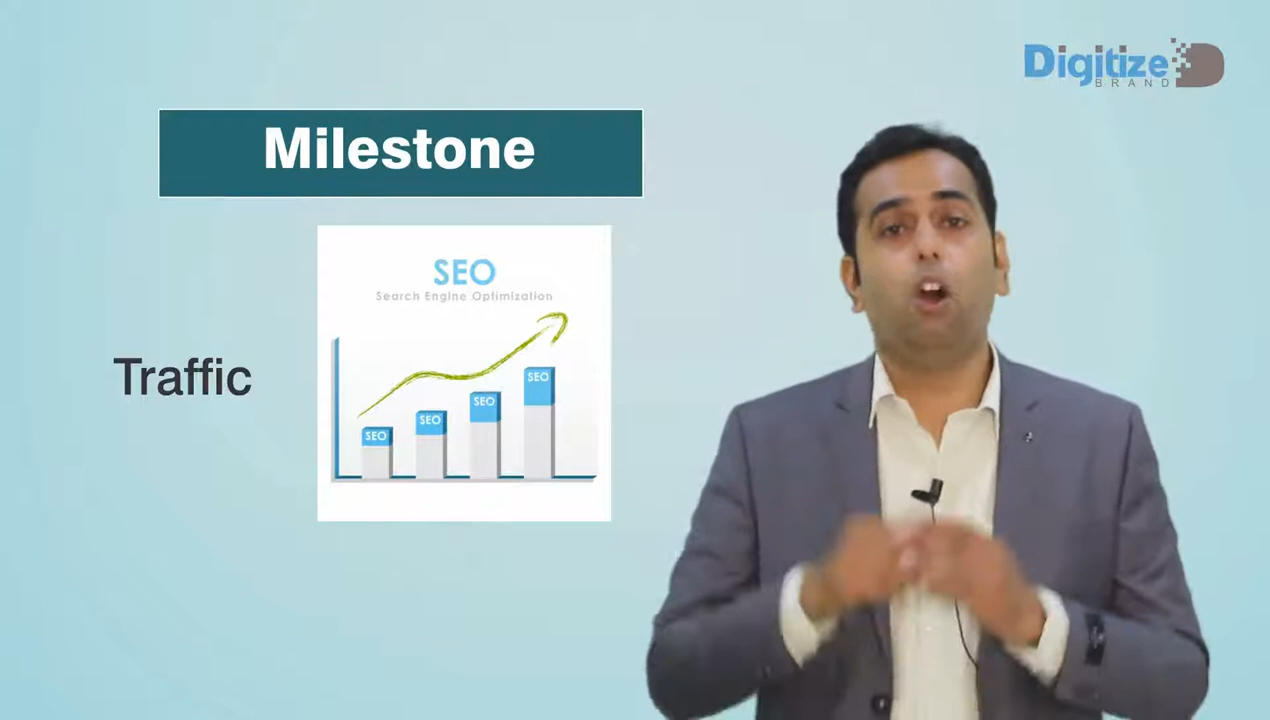 Digitize
BRAND
Milestone
SEO
Search Engine Optimization
Traffic
SEO
SEO
SEO
SEO